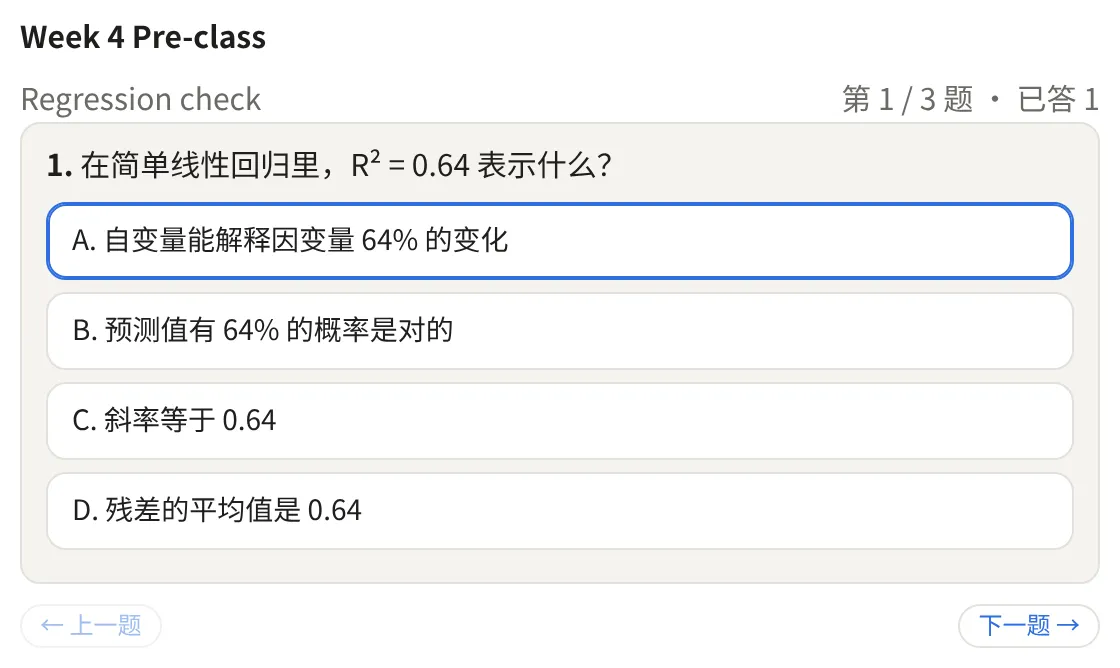 Week 4 Pre-class
Regression check
第 1 / 3 题 · 已答 1
1. 在简单线性回归里，R² = 0.64 表示什么？
A. 自变量能解释因变量 64% 的变化
B. 预测值有 64% 的概率是对的
C. 斜率等于 0.64
D. 残差的平均值是 0.64
← 上一题
下一题 →